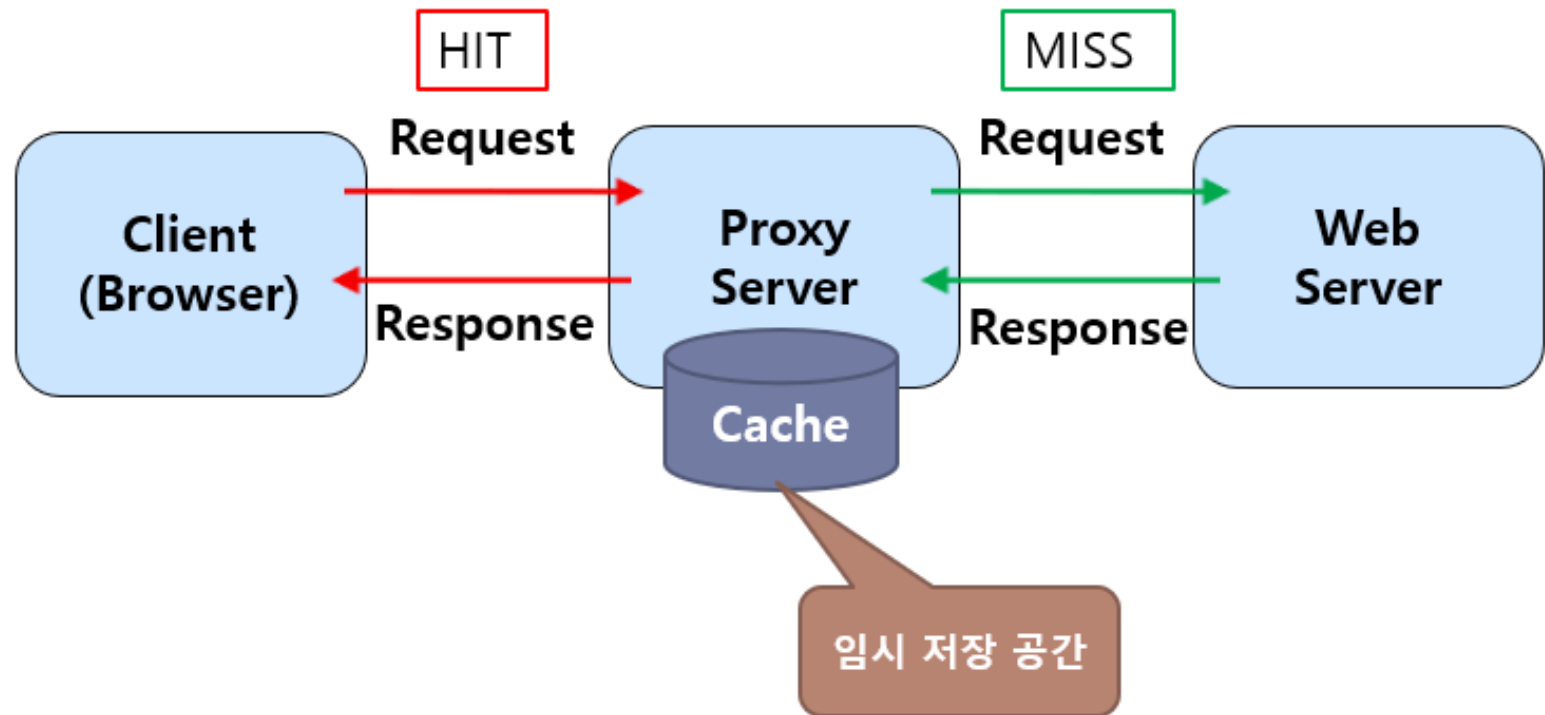 HIT
MISS
Request
Request
Client
(Browser)
Proxy
Server
Web
Server
Response
Response
Cache
임시 저장 공간